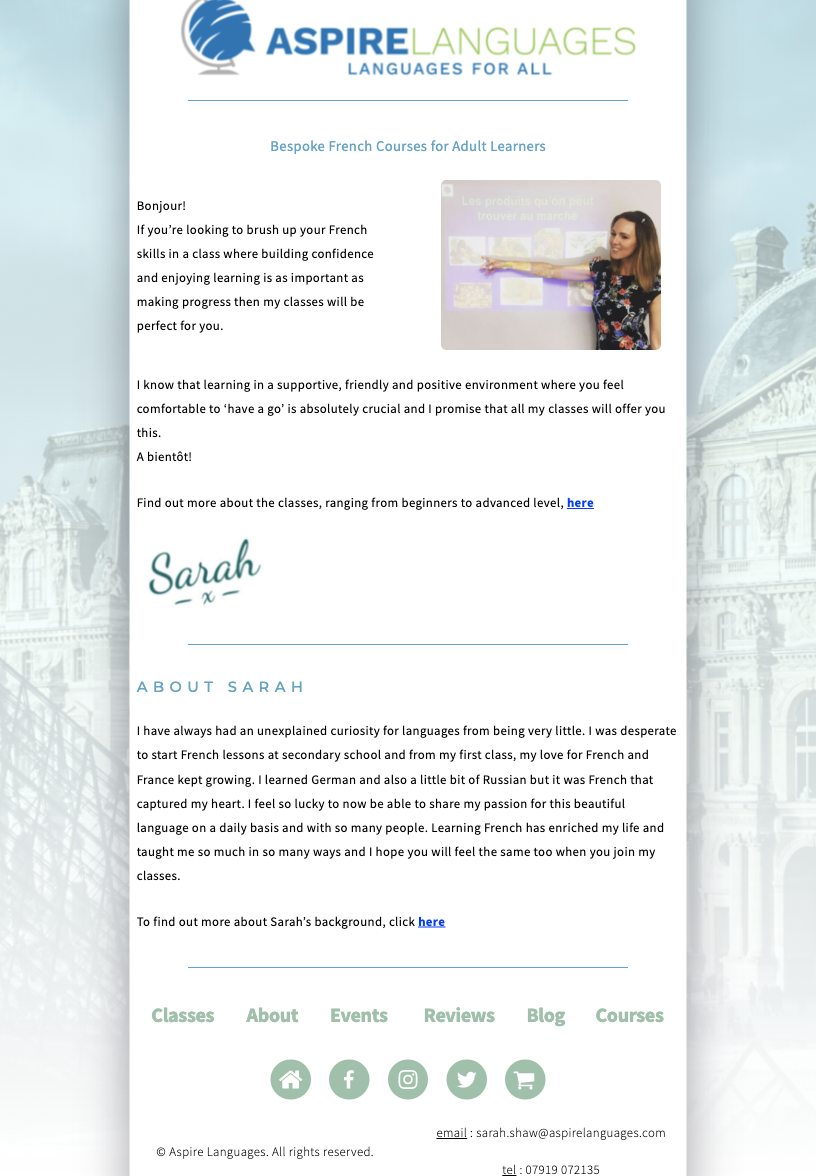 ASPIRELANGUAGES
LANGUAGES FOR ALL
Bespoke French Courses for Adult Learners
Les produits qu'on peut
trouver au marché
Bonjour!
If you’re looking to brush up your French
skills in a class where building confidence
and enjoying learning is as important as
making progress then my classes will be
perfect for you.
I know that learning in a supportive, friendly and positive environment where you feel
comfortable to ‘have a go’ is absolutely crucial and I promise that all my classes will offer you
this.
A bientôt!
Find out more about the classes, ranging from beginners to advanced level, here
Sarah
x
ABOUT SARAH
I have always had an unexplained curiosity for languages from being very little. I was desperate
to start French lessons at secondary school and from my first class, my love for French and
France kept growing. I learned German and also a little bit of Russian but it was French that
captured my heart. I feel so lucky to now be able to share my passion for this beautiful
language on a daily basis and with so many people. Learning French has enriched my life and
taught me so much in so many ways and I hope you will feel the same too when you join my
classes.
To find out more about Sarah’s background, click here
Classes About Events Reviews Blog Courses
email : sarah.shaw@aspirelanguages.com
© Aspire Languages. All rights reserved.
tel : 07919 072135